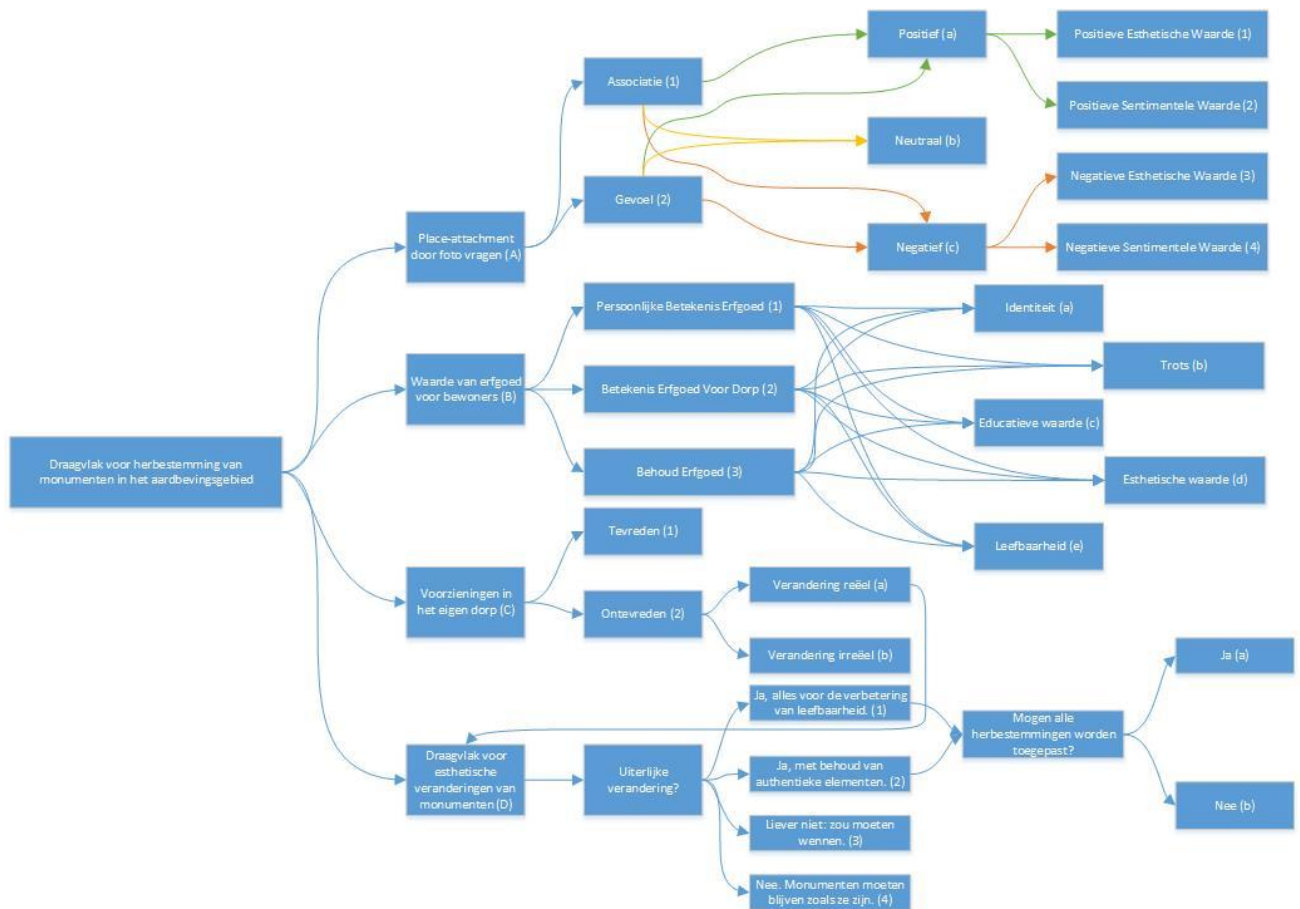 Draagvlak voor herbestemming van
monumenten in het aardbevingsgebied
Place-attachment
door foto vragen (A)
Associatie (1)
Gevoel (2)
Positief (a)
Neutraal (b)
Negatief (c)
Positieve Esthetische Waarde (1)
Positieve Sentimentele Waarde (2)
Negatieve Esthetische Waarde (3)
Negatieve Sentimentele Waarde (4)
Waarde van erfgoed
voor bewoners (B)
Persoonlijke Betekenis Erfgoed (1)
Betekenis Erfgoed Voor Dorp (2)
Behoud Erfgoed (3)
Identiteit (a)
Trots (b)
Educatieve waarde (c)
Esthetische waarde (d)
Leefbaarheid (e)
Voorzieningen in
het eigen dorp (C)
Tevreden (1)
Ontevreden (2)
Verandering reëel (a)
Verandering irreëel (b)
Draagvlak voor
esthetische
veranderingen van
monumenten (D)
Uiterlijke
verandering?
Ja, alles voor de verbetering
van leefbaarheid. (1)
Ja, met behoud van
authentieke elementen. (2)
Liever niet: zou moeten
wennen. (3)
Nee. Monumenten moeten
blijven zoals ze zijn. (4)
Mogen alle
herbestemmingen worden
toegepast?
Ja (a)
Nee (b)